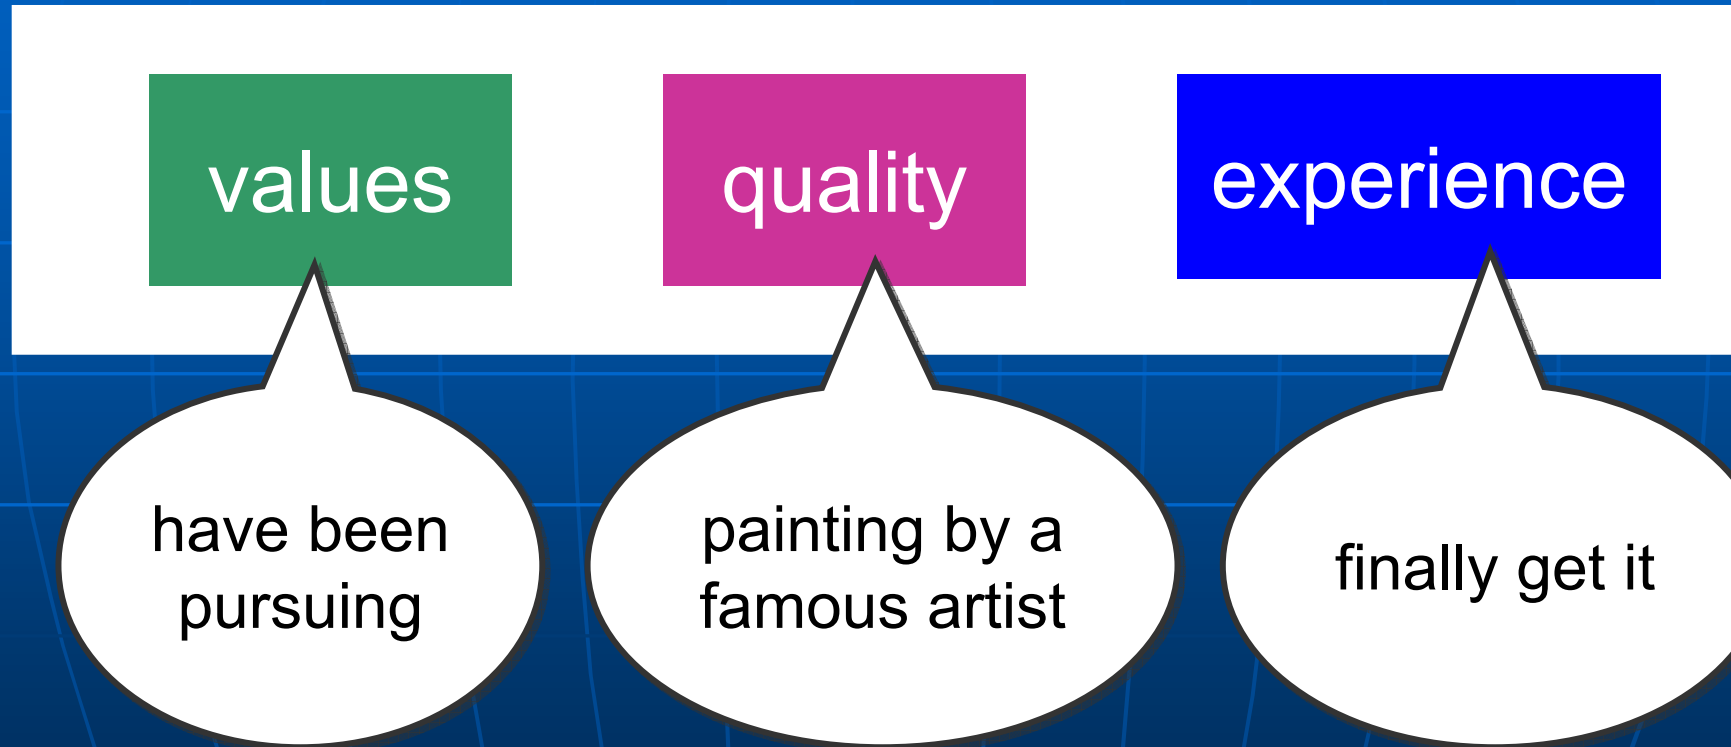 values
quality
experience
have been
pursuing
painting by a
famous artist
finally get it